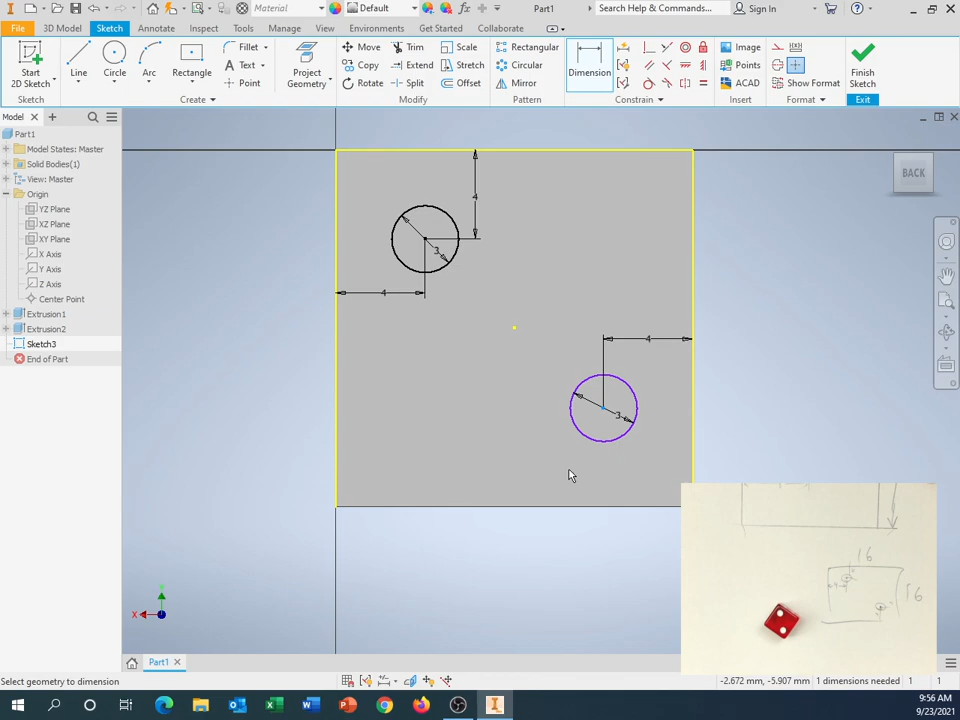 Material
Default
Part1
Search Help & Commands...
Sign In
File
3D Model
Sketch
Annotate
Inspect
Tools
Manage
View
Environments
Get Started
Collaborate
Start
2D Sketch
Line
Circle
Arc
Rectangle
Fillet
Text
Point
Project
Geometry
Move
Copy
Rotate
Trim
Extend
Split
Scale
Stretch
Offset
Rectangular
Circular
Mirror
Dimension
Image
Points
ACAD
Show Format
Finish
Sketch
Sketch
Create
Modify
Pattern
Constrain
Insert
Format
Exit
Model
Part1
Model States: Master
Solid Bodies(1)
View: Master
Origin
YZ Plane
XZ Plane
XY Plane
X Axis
Y Axis
Z Axis
Center Point
Extrusion1
Extrusion2
Sketch3
End of Part
BACK
4
3
4
4
3
X
16
16
Part1
Select geometry to dimension
-2.672 mm, -5.907 mm
1 dimensions needed
1
1
9:56 AM
9/23/2021